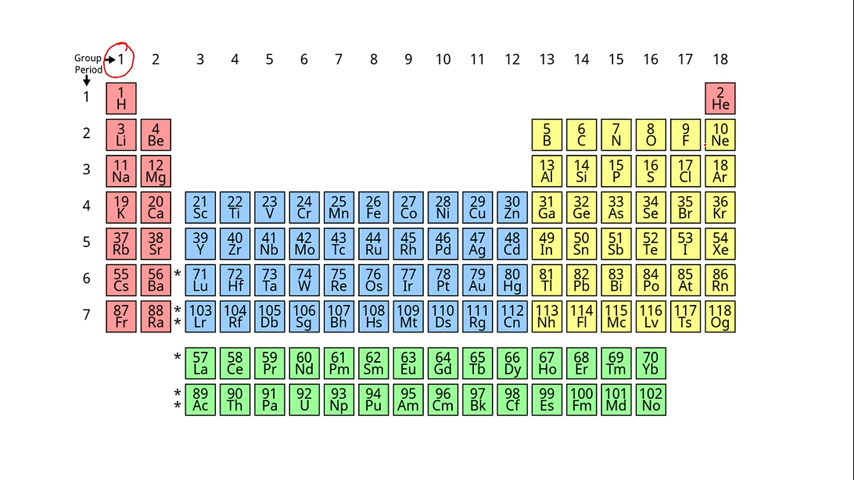 Group 1 2 3 4 5 6 7 8 9 10 11 12 13 14 15 16 17 18
Period
1 1 H 2 He
2 3 Li 4 Be 5 B 6 C 7 N 8 O 9 F 10 Ne
3 11 Na 12 Mg 13 Al 14 Si 15 P 16 S 17 Cl 18 Ar
4 19 K 20 Ca 21 Sc 22 Ti 23 V 24 Cr 25 Mn 26 Fe 27 Co 28 Ni 29 Cu 30 Zn 31 Ga 32 Ge 33 As 34 Se 35 Br 36 Kr
5 37 Rb 38 Sr 39 Y 40 Zr 41 Nb 42 Mo 43 Tc 44 Ru 45 Rh 46 Pd 47 Ag 48 Cd 49 In 50 Sn 51 Sb 52 Te 53 I 54 Xe
6 55 Cs 56 Ba * 71 Lu 72 Hf 73 Ta 74 W 75 Re 76 Os 77 Ir 78 Pt 79 Au 80 Hg 81 Tl 82 Pb 83 Bi 84 Po 85 At 86 Rn
7 87 Fr 88 Ra ** 103 Lr 104 Rf 105 Db 106 Sg 107 Bh 108 Hs 109 Mt 110 Ds 111 Rg 112 Cn 113 Nh 114 Fl 115 Mc 116 Lv 117 Ts 118 Og
* 57 La 58 Ce 59 Pr 60 Nd 61 Pm 62 Sm 63 Eu 64 Gd 65 Tb 66 Dy 67 Ho 68 Er 69 Tm 70 Yb
** 89 Ac 90 Th 91 Pa 92 U 93 Np 94 Pu 95 Am 96 Cm 97 Bk 98 Cf 99 Es 100 Fm 101 Md 102 No